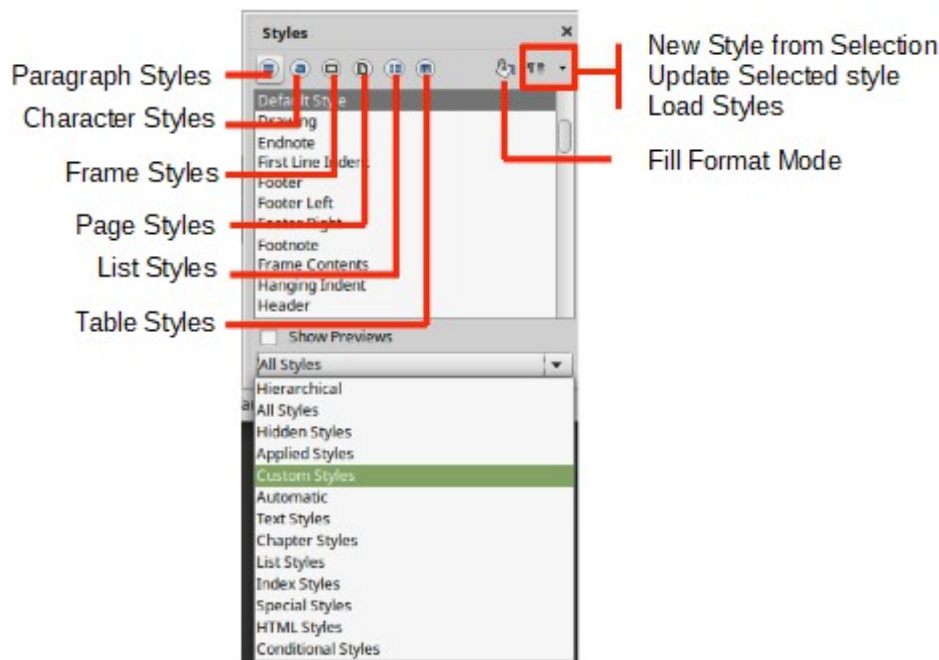 Styles
New Style from Selection
Update Selected style
Load Styles
Paragraph Styles
Character Styles
Frame Styles
Page Styles
List Styles
Table Styles
Fill Format Mode
Default Style
Drawing
Endnote
First Line Indent
Footer
Footer Left
Footer Right
Footnote
Frame Contents
Hanging Indent
Header
Show Previews
All Styles
Hierarchical
All Styles
Hidden Styles
Applied Styles
Custom Styles
Automatic
Text Styles
Chapter Styles
List Styles
Index Styles
Special Styles
HTML Styles
Conditional Styles